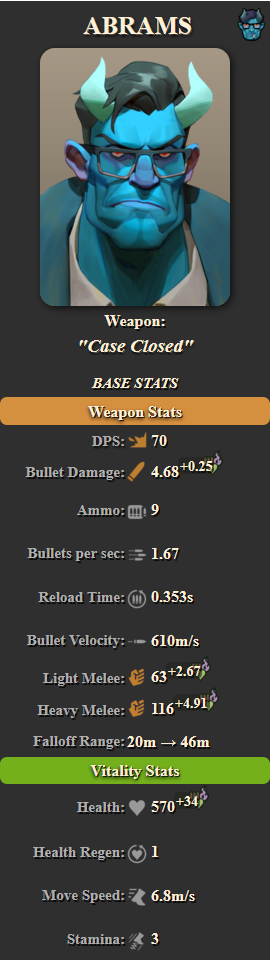 ABRAMS
Weapon:
"Case Closed"
BASE STATS
Weapon Stats
DPS: 70
Bullet Damage: 4.68+0.25
Ammo: 9
Bullets per sec: 1.67
Reload Time: 0.353s
Bullet Velocity: 610m/s
Light Melee: 63+2.67
Heavy Melee: 116+4.91
Falloff Range: 20m → 46m
Vitality Stats
Health: 570+34
Health Regen: 1
Move Speed: 6.8m/s
Stamina: 3